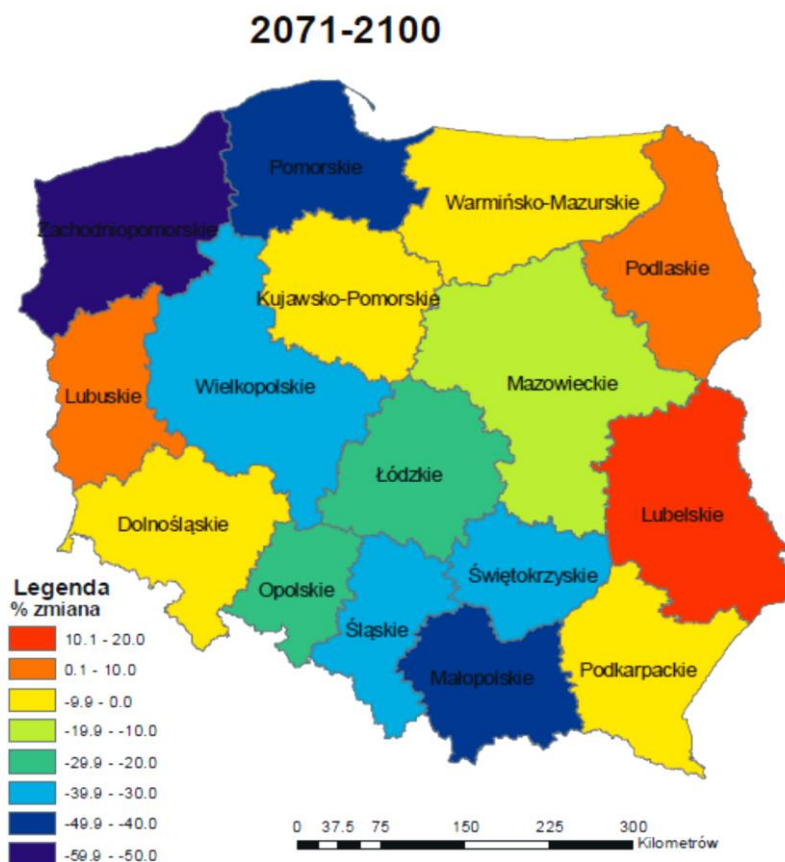 2071-2100
Pomorskie
Warmińsko-Mazurskie
Zachodniopomorskie
Podlaskie
Kujawsko-Pomorskie
Mazowieckie
Wielkopolskie
Lubuskie
Łódzkie
Lubelskie
Dolnośląskie
Świętokrzyskie
Opolskie
Śląskie
Podkarpackie
Małopolskie
Legenda
% zmiana
10.1 - 20.0
0.1 - 10.0
-9.9 - 0.0
-19.9 - -10.0
-29.9 - -20.0
-39.9 - -30.0
-49.9 - -40.0
-59.9 - -50.0
0 37.5 75 150 225 300
Kilometrów